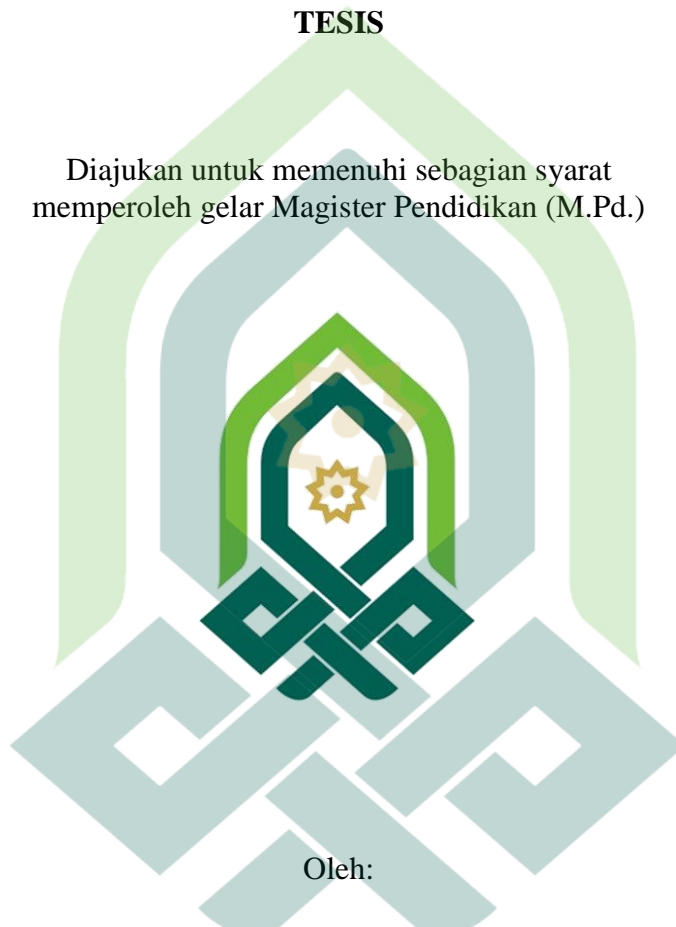 TESIS
Diajukan untuk memenuhi sebagian syarat
memperoleh gelar Magister Pendidikan (M.Pd.)
Oleh: